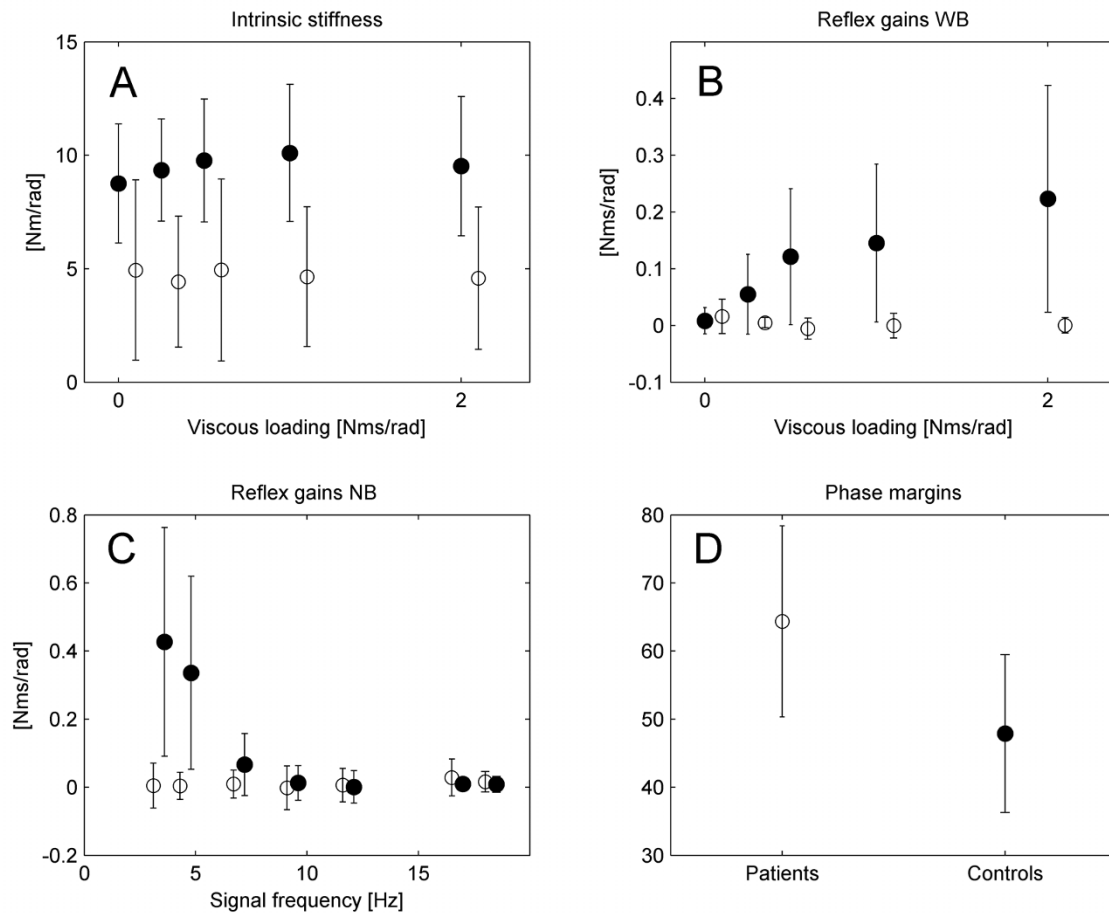 Intrinsic stiffness
A
15
10
5
0
[Nm/rad]
0 2
Viscous loading [Nms/rad]
Reflex gains WB
B
0.4
0.3
0.2
0.1
0
-0.1
[Nms/rad]
0 2
Viscous loading [Nms/rad]
Reflex gains NB
C
0.8
0.6
0.4
0.2
0
-0.2
[Nms/rad]
0 5 10 15
Signal frequency [Hz]
Phase margins
D
80
70
60
50
40
30
Patients Controls